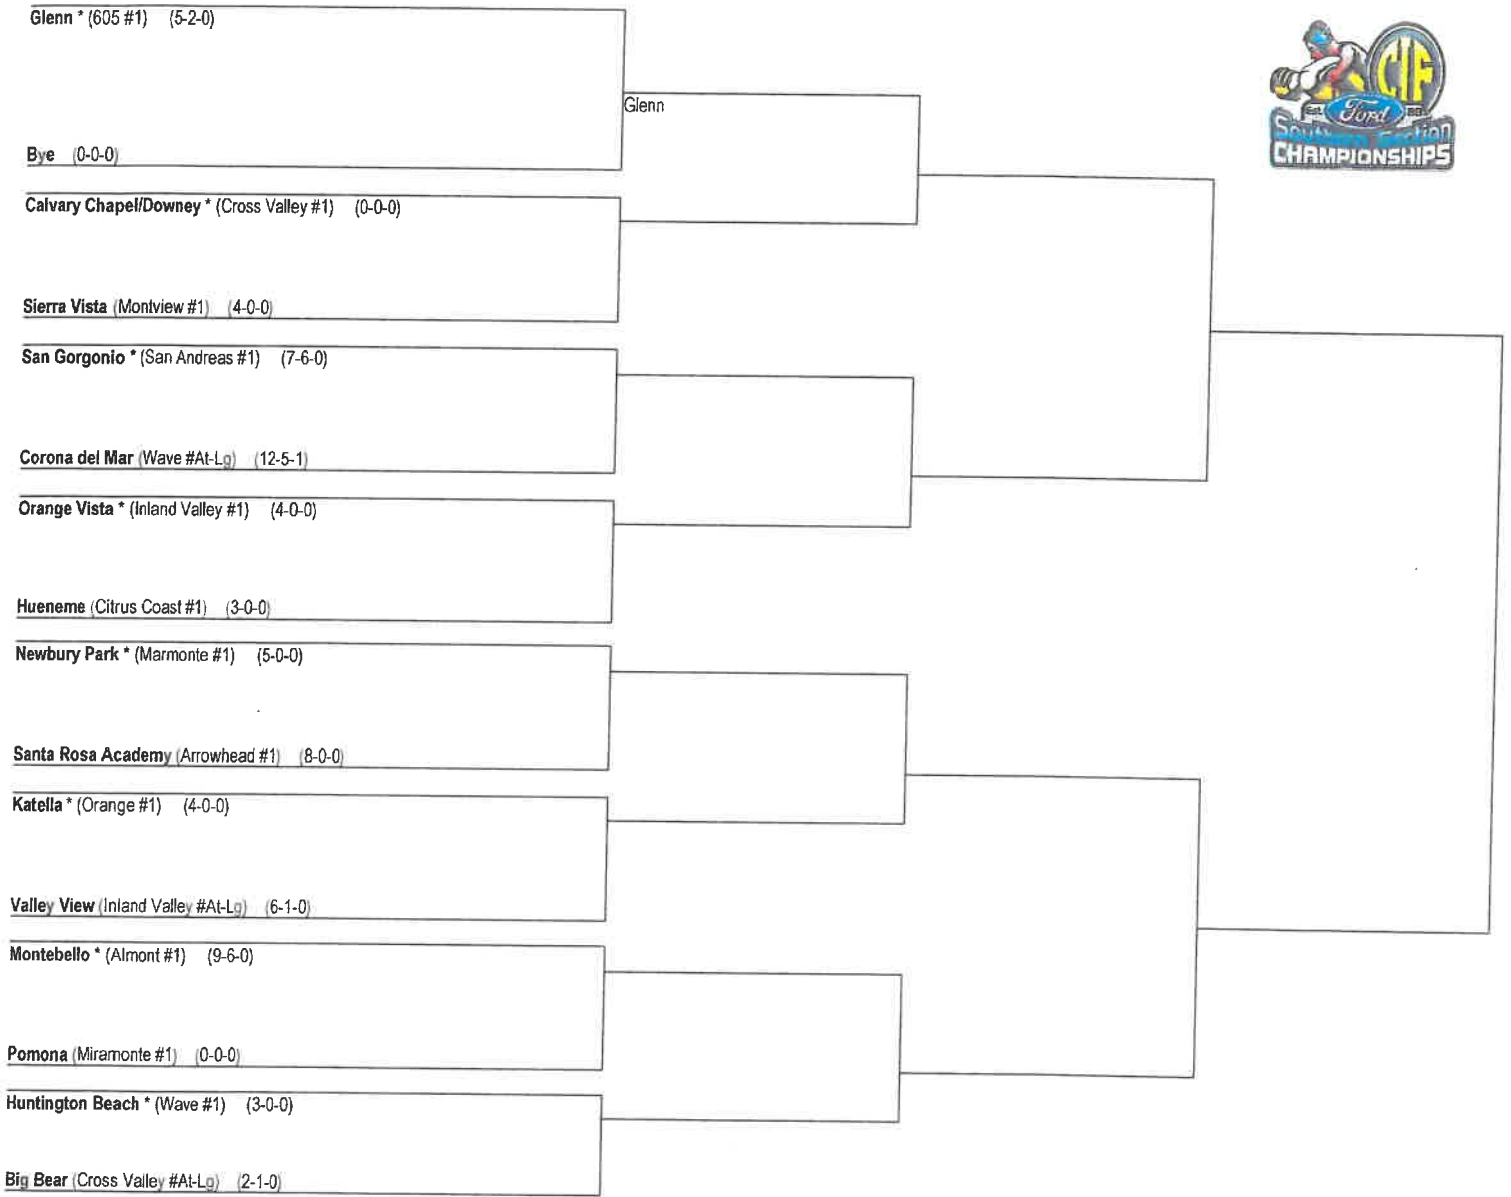 Glenn * (605 #1) (5-2-0)
CIF
Ford
Glenn
Southern Section
CHAMPIONSHIPS
Bye (0-0-0)
Calvary Chapel/Downey * (Cross Valley #1) (0-0-0)
Sierra Vista (Montview #1) (4-0-0)
San Gorgonio * (San Andreas #1) (7-6-0)
Corona del Mar (Wave #At-Lg) (12-5-1)
Orange Vista * (Inland Valley #1) (4-0-0)
Hueneme (Citrus Coast #1) (3-0-0)
Newbury Park * (Marmonte #1) (5-0-0)
Santa Rosa Academy (Arrowhead #1) (8-0-0)
Katella * (Orange #1) (4-0-0)
Valley View (Inland Valley #At-Lg) (6-1-0)
Montebello * (Almont #1) (9-6-0)
Pomona (Miramonte #1) (0-0-0)
Huntington Beach * (Wave #1) (3-0-0)
Big Bear (Cross Valley #At-Lg) (2-1-0)